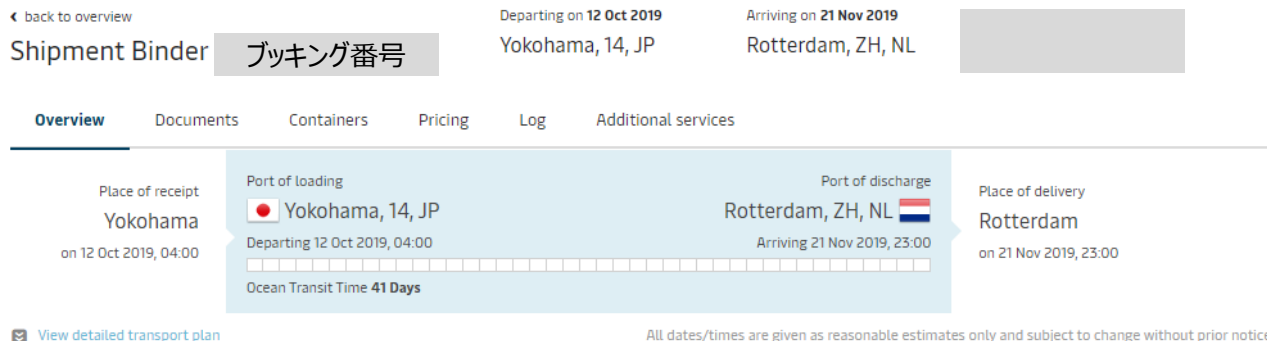 back to overview
Shipment Binder ブッキング番号
Departing on 12 Oct 2019
Yokohama, 14, JP
Arriving on 21 Nov 2019
Rotterdam, ZH, NL
Overview Documents Containers Pricing Log Additional services
Place of receipt
Yokohama
on 12 Oct 2019, 04:00
Port of loading
Yokohama, 14, JP
Departing 12 Oct 2019, 04:00
Port of discharge
Rotterdam, ZH, NL
Arriving 21 Nov 2019, 23:00
Ocean Transit Time 41 Days
Place of delivery
Rotterdam
on 21 Nov 2019, 23:00
View detailed transport plan
All dates/times are given as reasonable estimates only and subject to change without prior notice